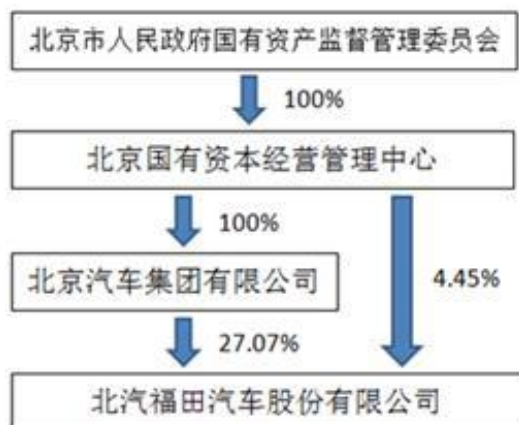 北京市人民政府国有资产监督管理委员会
100%
北京国有资本经营管理中心
100%
北京汽车集团有限公司
4.45%
27.07%
北汽福田汽车股份有限公司